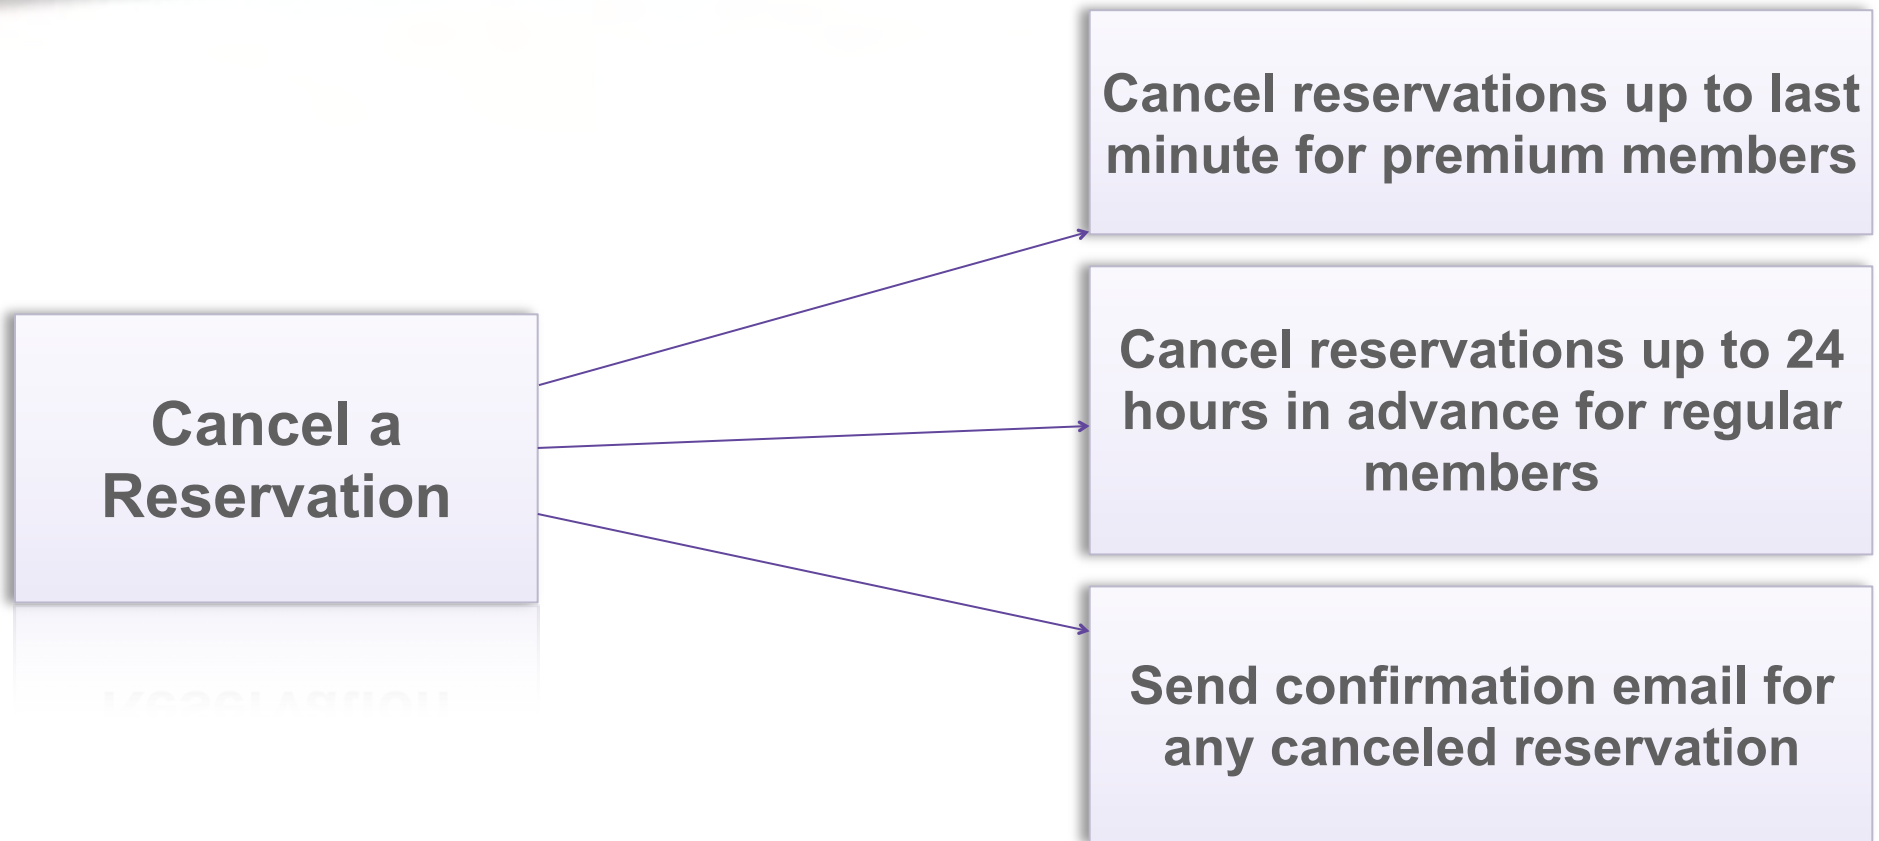 Cancel reservations up to last
minute for premium members
Cancel a
Reservation
Cancel reservations up to 24
hours in advance for regular
members
Send confirmation email for
any canceled reservation